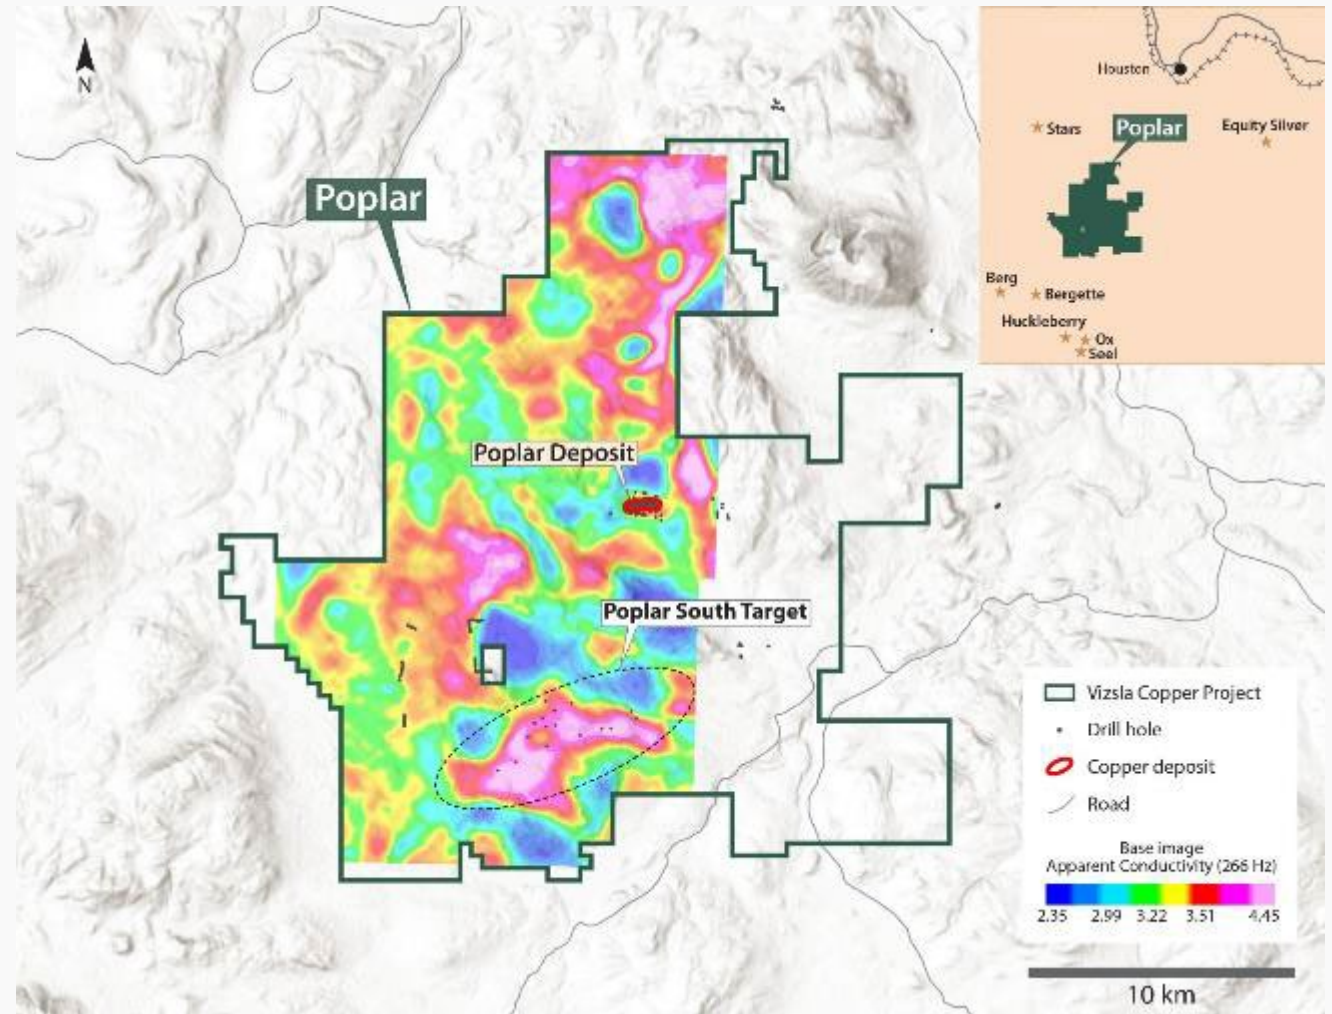 N
Poplar
Poplar Deposit
Poplar South Target
Houston
Stars
Poplar
Equity Silver
Berg
Bergette
Huckleberry
Ox
Seel
Vizsla Copper Project
Drill hole
Copper deposit
Road
Base image
Apparent Conductivity (266 Hz)
2.35 2.99 3.22 3.51 4.45
10 km